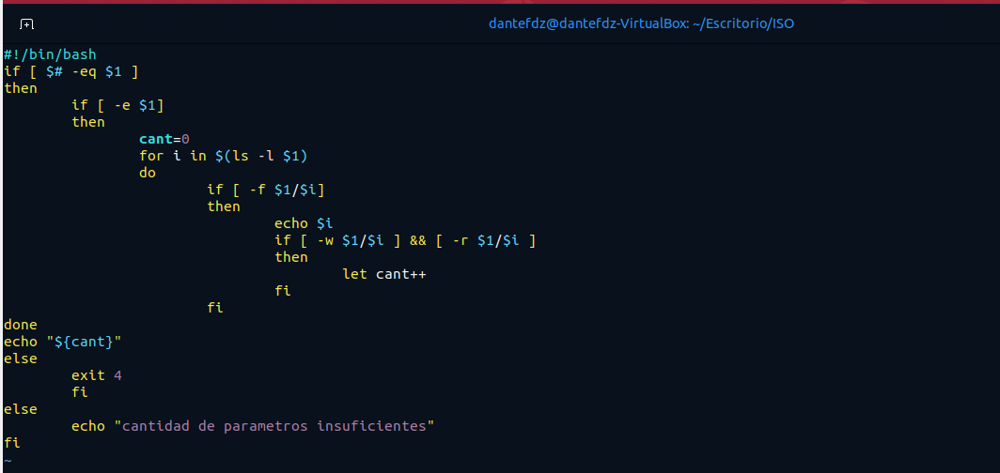 dantefdz@dantefdz-VirtualBox: ~/Escritorio/ISO
#!/bin/bash
if [ $# -eq $1 ]
then
        if [ -e $1]
        then
                cant=0
                for i in $(ls -l $1)
                do
                        if [ -f $1/$i]
                        then
                                echo $i
                                if [ -w $1/$i ] && [ -r $1/$i ]
                                then
                                        let cant++
                                fi
                        fi
done
echo "${cant}"
else
        exit 4
        fi
else
        echo "cantidad de parametros insuficientes"
fi
~